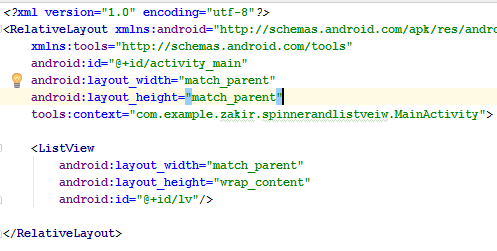 <?xml version="1.0" encoding="utf-8"?>
<RelativeLayout xmlns:android="http://schemas.android.com/apk/res/andro
xmlns:tools="http://schemas.android.com/tools"
android:id="@+id/activity_main"
android:layout_width="match_parent"
android:layout_height="match_parent"
tools:context="com.example.zakir.spinnerandlistveiw.MainActivity">
<ListView
android:layout_width="match_parent"
android:layout_height="wrap_content"
android:id="@+id/lv"/>
</RelativeLayout>